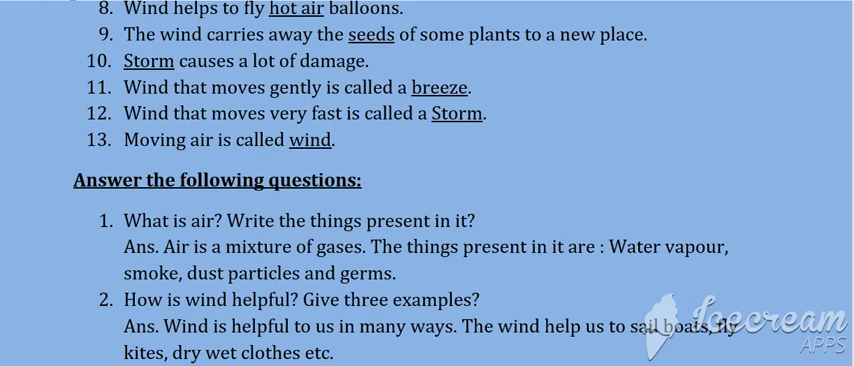 8. Wind helps to fly hot air balloons.
9. The wind carries away the seeds of some plants to a new place.
10. Storm causes a lot of damage.
11. Wind that moves gently is called a breeze.
12. Wind that moves very fast is called a Storm.
13. Moving air is called wind.
Answer the following questions:
1. What is air? Write the things present in it?
Ans. Air is a mixture of gases. The things present in it are : Water vapour,
smoke, dust particles and germs.
2. How is wind helpful? Give three examples?
Ans. Wind is helpful to us in many ways. The wind help us to sail boats, fly
kites, dry wet clothes etc.
Icecream
APPS